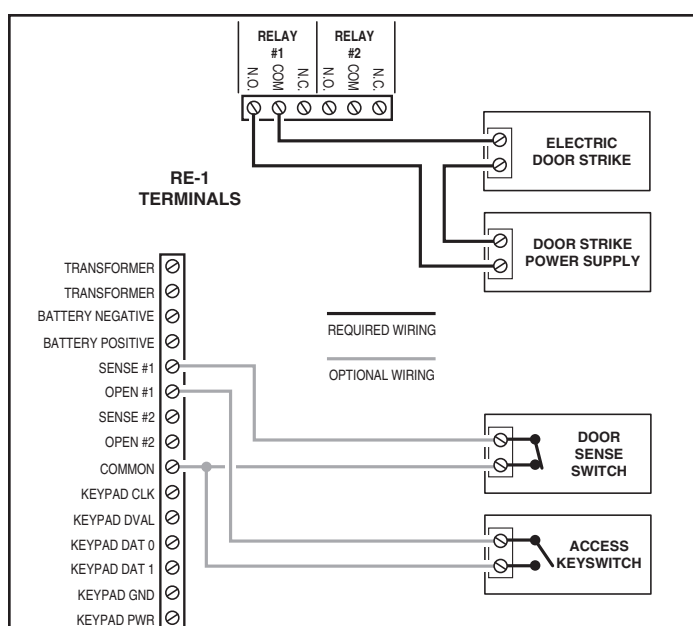 RELAY
#1
RELAY
#2
N.O.
COM
N.C.
N.O.
COM
N.C.
ELECTRIC
DOOR STRIKE
RE-1
TERMINALS
DOOR STRIKE
POWER SUPPLY
TRANSFORMER
TRANSFORMER
BATTERY NEGATIVE
BATTERY POSITIVE
SENSE #1
OPEN #1
SENSE #2
OPEN #2
COMMON
KEYPAD CLK
KEYPAD DVAL
KEYPAD DAT 0
KEYPAD DAT 1
KEYPAD GND
KEYPAD PWR
REQUIRED WIRING
OPTIONAL WIRING
DOOR
SENSE
SWITCH
ACCESS
KEYSWITCH